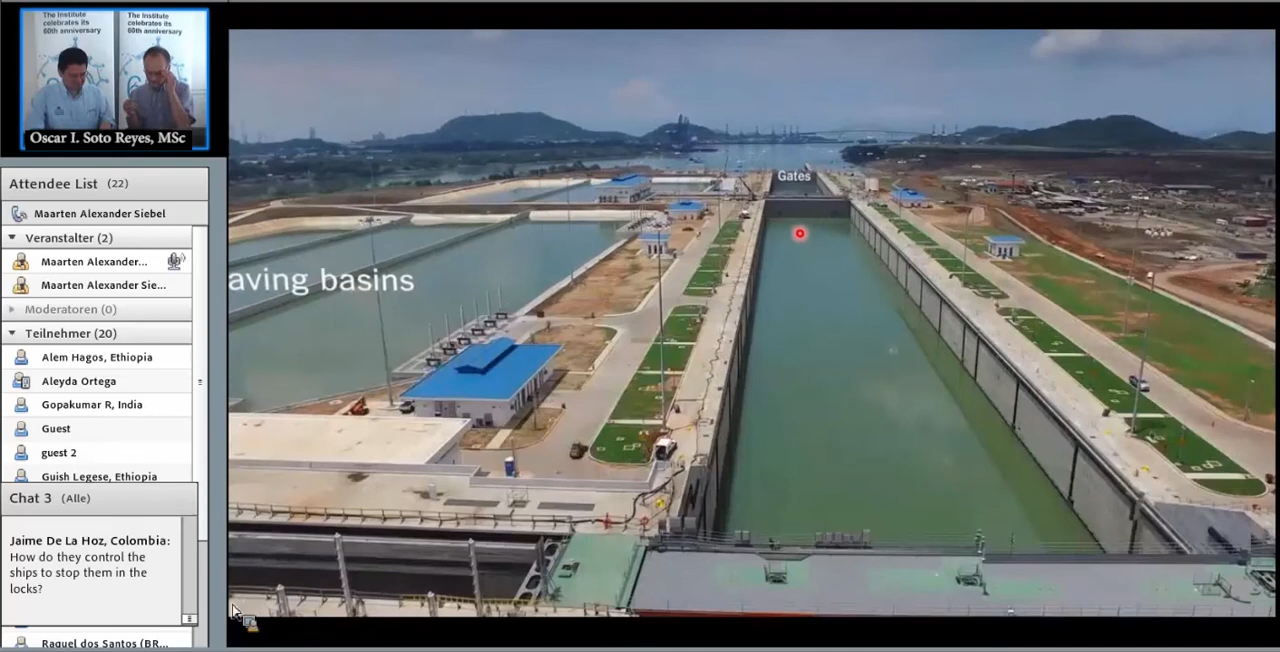 The Institute
celebrates its
60th anniversary
The Institute
celebrates its
60th anniversary
Oscar I. Soto Reyes, MSc
Attendee List (22)
Maarten Alexander Siebel
Veranstalter (2)
Maarten Alexander...
Maarten Alexander Sie...
Moderatoren (0)
Teilnehmer (20)
Alem Hagos, Ethiopia
Aleyda Ortega
Gopakumar R, India
Guest
guest 2
Guish Legese, Ethiopia
Chat 3 (Alle)
Jaime De La Hoz, Colombia:
How do they control the
ships to stop them in the
locks?
Raquel dos Santos (BR...
Gates
aving basins